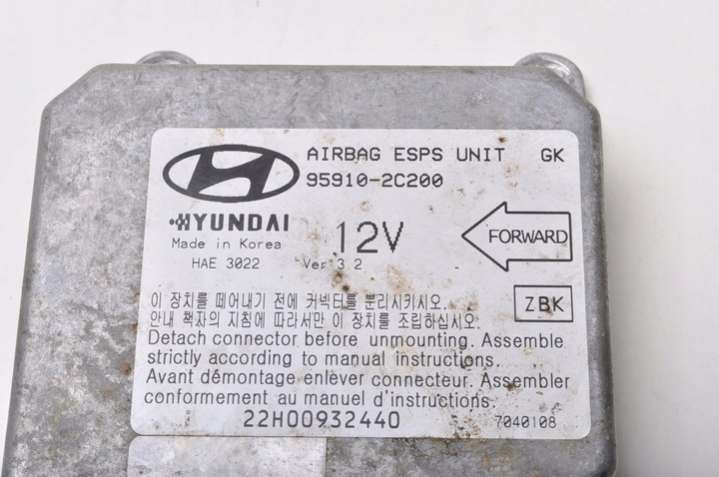 AIRBAG ESPS UNIT GK
95910-2C200
HYUNDAI
Made in Korea
HAE 3022
12V
Ver 3.2
FORWARD
ZBK
이 장치를 떼어내기 전에 커넥터를 분리시키시오.
안내 책자의 지침에 따라서만 이 장치를 조립하십시오.
Detach connector before unmounting. Assemble
strictly according to manual instructions.
Avant démontage enlever connecteur. Assembler
conformement au manuel d'instructions.
22H00932440
7040108